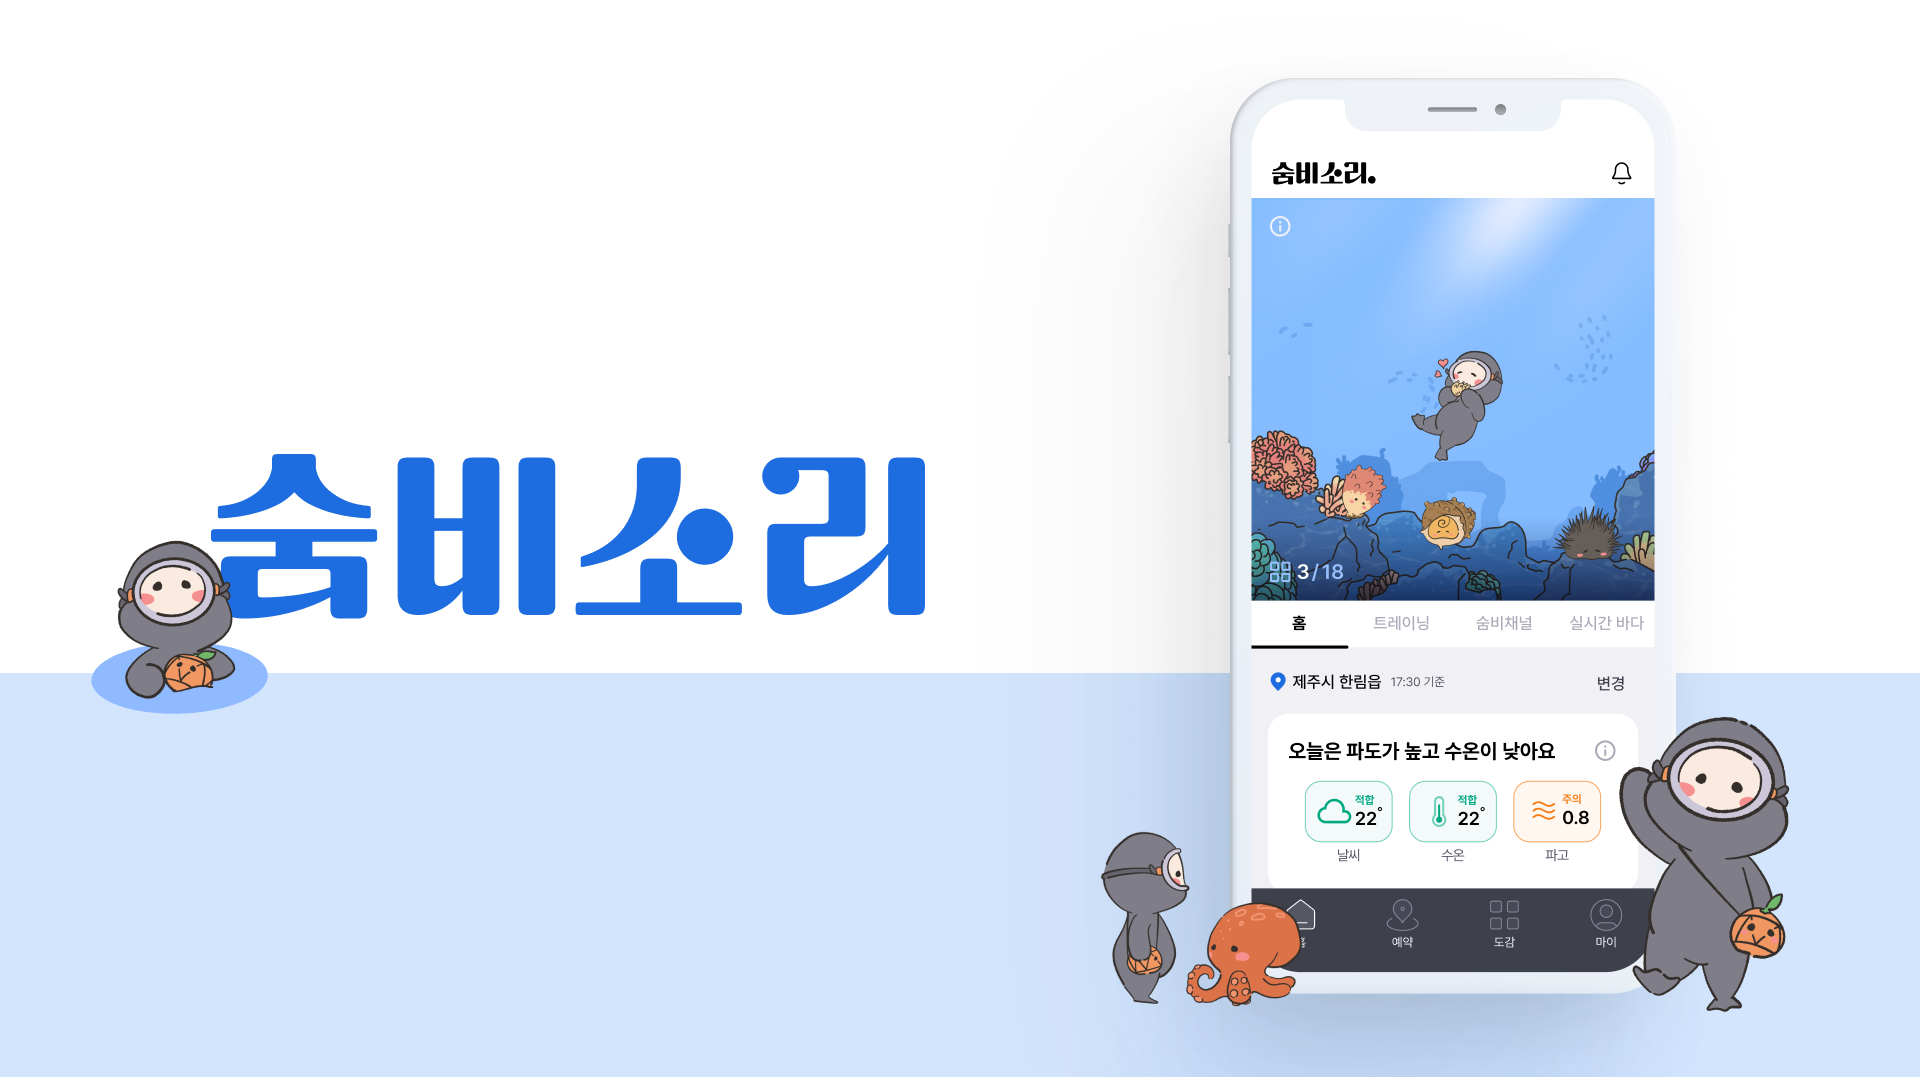 숨비소리
숨비소리.
3/18
홈 트레이닝 숨비채널 실시간 바다
제주시 한림읍 17:30 기준 변경
오늘은 파도가 높고 수온이 낮아요
적합 적합 주의
22° 22° 0.8
날씨 수온 파고
홈 예약 도감 마이